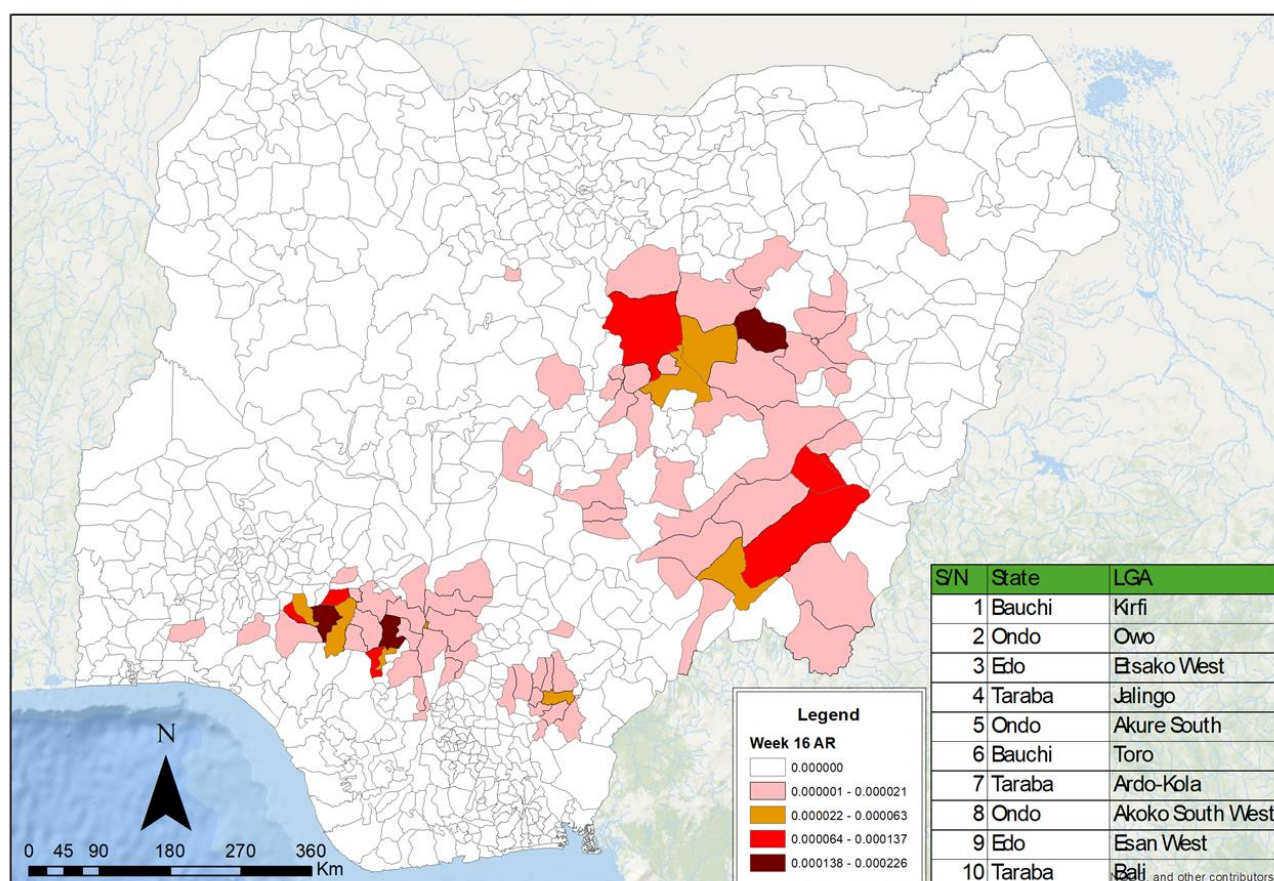 N
0 45 90 180 270 360
Km
Legend
Week 16 AR
0.000000
0.000001 - 0.000021
0.000022 - 0.000063
0.000064 - 0.000137
0.000138 - 0.000226
S/N State LGA
1 Bauchi Kirfi
2 Ondo Owo
3 Edo Etsako West
4 Taraba Jalingo
5 Ondo Akure South
6 Bauchi Toro
7 Taraba Ardo-Kola
8 Ondo Akoko South West
9 Edo Esan West
10 Taraba Bali
and other contributors